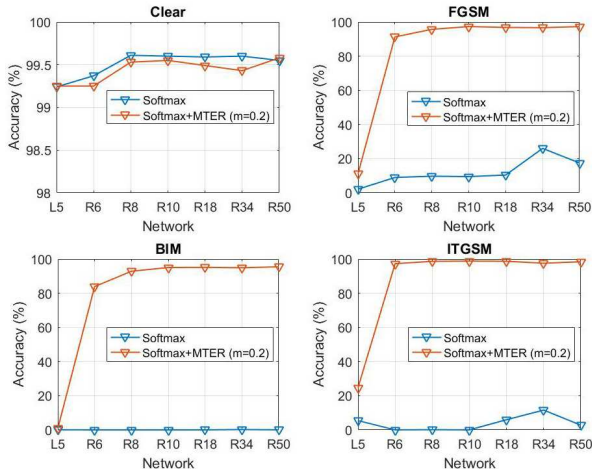 Clear
100
99.5
99
98.5
98
Accuracy (%)
Softmax
Softmax+MTER (m=0.2)
L5 R6 R8 R10 R18 R34 R50
Network
FGSM
100
80
60
40
20
0
Accuracy (%)
Softmax
Softmax+MTER (m=0.2)
L5 R6 R8 R10 R18 R34 R50
Network
BIM
100
80
60
40
20
0
Accuracy (%)
Softmax
Softmax+MTER (m=0.2)
L5 R6 R8 R10 R18 R34 R50
Network
ITGSM
100
80
60
40
20
0
Accuracy (%)
Softmax
Softmax+MTER (m=0.2)
L5 R6 R8 R10 R18 R34 R50
Network